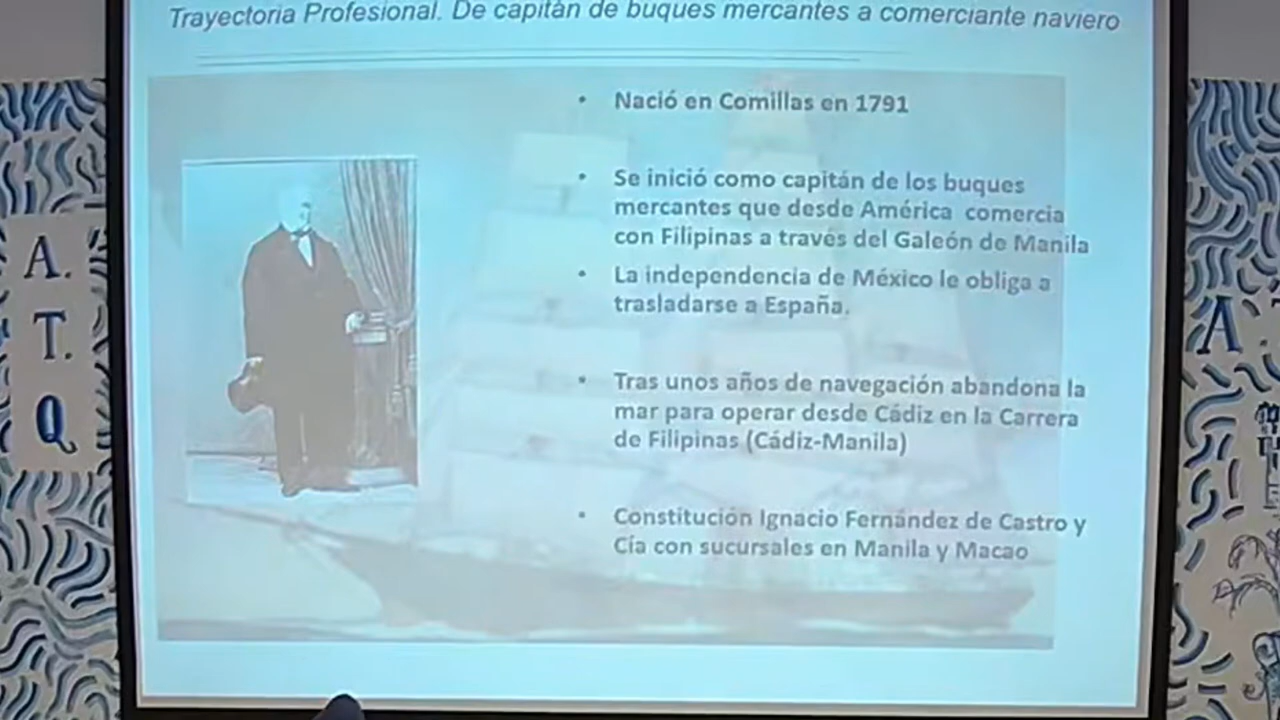 Trayectoria Profesional. De capitán de buques mercantes a comerciante naviero
• Nació en Comillas en 1791
• Se inició como capitán de los buques
mercantes que desde América comercia
con Filipinas a través del Galeón de Manila
• La independencia de México le obliga a
trasladarse a España.
• Tras unos años de navegación abandona la
mar para operar desde Cádiz en la Carrera
de Filipinas (Cádiz-Manila)
• Constitución Ignacio Fernández de Castro y
Cía con sucursales en Manila y Macao
A.
T.
Q
A.